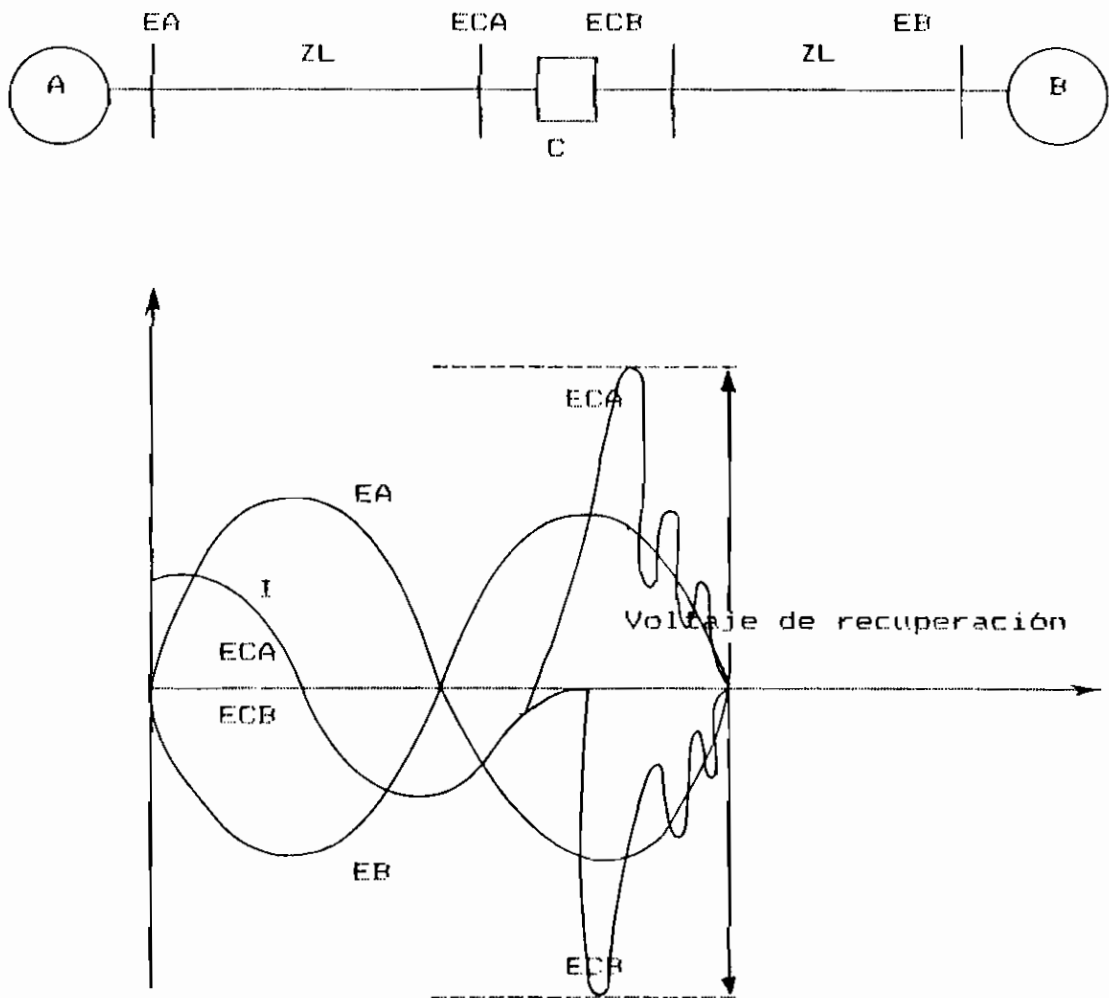 EA ECA ECB EB
ZL ZL
A B
C
ECA
EA
I
Voltaje de recuperación
ECA
ECB
EB
ECB